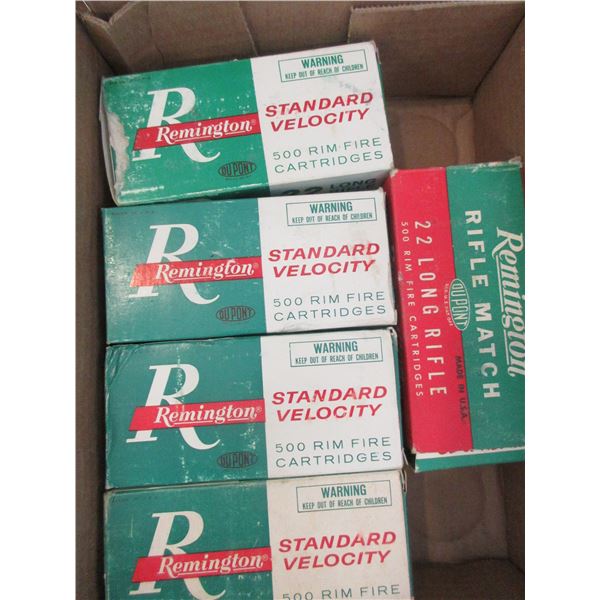 WARNING
KEEP OUT OF REACH OF CHILDREN
R
Remington®
DU PONT
STANDARD
VELOCITY
500 RIM FIRE
CARTRIDGES
22 LONG
WARNING
KEEP OUT OF REACH OF CHILDREN
R
Remington®
DU PONT
STANDARD
VELOCITY
500 RIM FIRE
CARTRIDGES
WARNING
KEEP OUT OF REACH OF CHILDREN
R
Remington®
DU PONT
STANDARD
VELOCITY
500 RIM FIRE
CARTRIDGES
WARNING
KEEP OUT OF REACH OF CHILDREN
R
Remington®
STANDARD
VELOCITY
500 RIM FIRE
Remington
RIFLE MATCH
DU PONT
MADE IN U.S.A.
22 LONG RIFLE
500 RIM FIRE CARTRIDGES